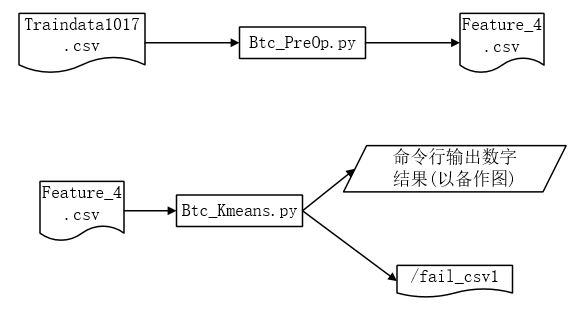 Traindata1017
.csv
Btc_PreOp.py
Feature_4
.csv
Feature_4
.csv
Btc_Kmeans.py
命令行输出数字
结果(以备作图)
/fail_csv1